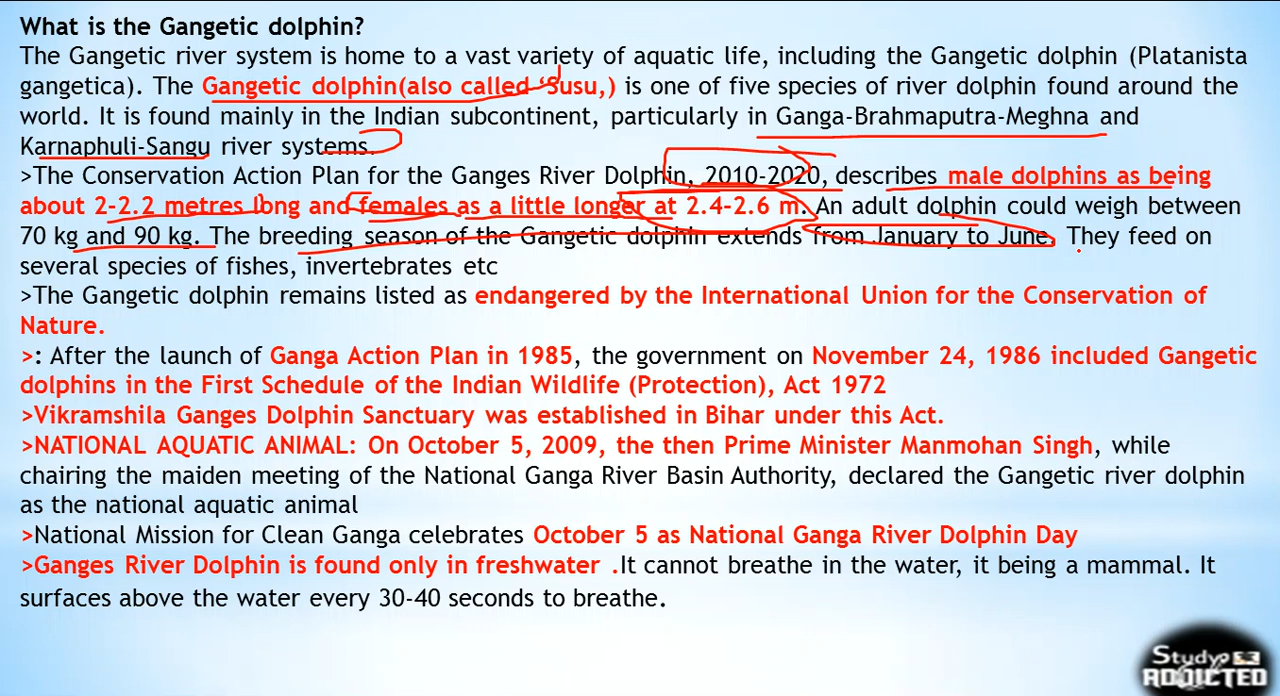 What is the Gangetic dolphin?
The Gangetic river system is home to a vast variety of aquatic life, including the Gangetic dolphin (Platanista
gangetica). The Gangetic dolphin(also called ‘Susu,) is one of five species of river dolphin found around the
world. It is found mainly in the Indian subcontinent, particularly in Ganga-Brahmaputra-Meghna and
Karnaphuli-Sangu river systems.
>The Conservation Action Plan for the Ganges River Dolphin, 2010-2020, describes male dolphins as being
about 2-2.2 metres long and females as a little longer at 2.4-2.6 m. An adult dolphin could weigh between
70 kg and 90 kg. The breeding season of the Gangetic dolphin extends from January to June. They feed on
several species of fishes, invertebrates etc
>The Gangetic dolphin remains listed as endangered by the International Union for the Conservation of
Nature.
>: After the launch of Ganga Action Plan in 1985, the government on November 24, 1986 included Gangetic
dolphins in the First Schedule of the Indian Wildlife (Protection), Act 1972
>Vikramshila Ganges Dolphin Sanctuary was established in Bihar under this Act.
>NATIONAL AQUATIC ANIMAL: On October 5, 2009, the then Prime Minister Manmohan Singh, while
chairing the maiden meeting of the National Ganga River Basin Authority, declared the Gangetic river dolphin
as the national aquatic animal
>National Mission for Clean Ganga celebrates October 5 as National Ganga River Dolphin Day
>Ganges River Dolphin is found only in freshwater .It cannot breathe in the water, it being a mammal. It
surfaces above the water every 30-40 seconds to breathe.
Study
ADDICTED